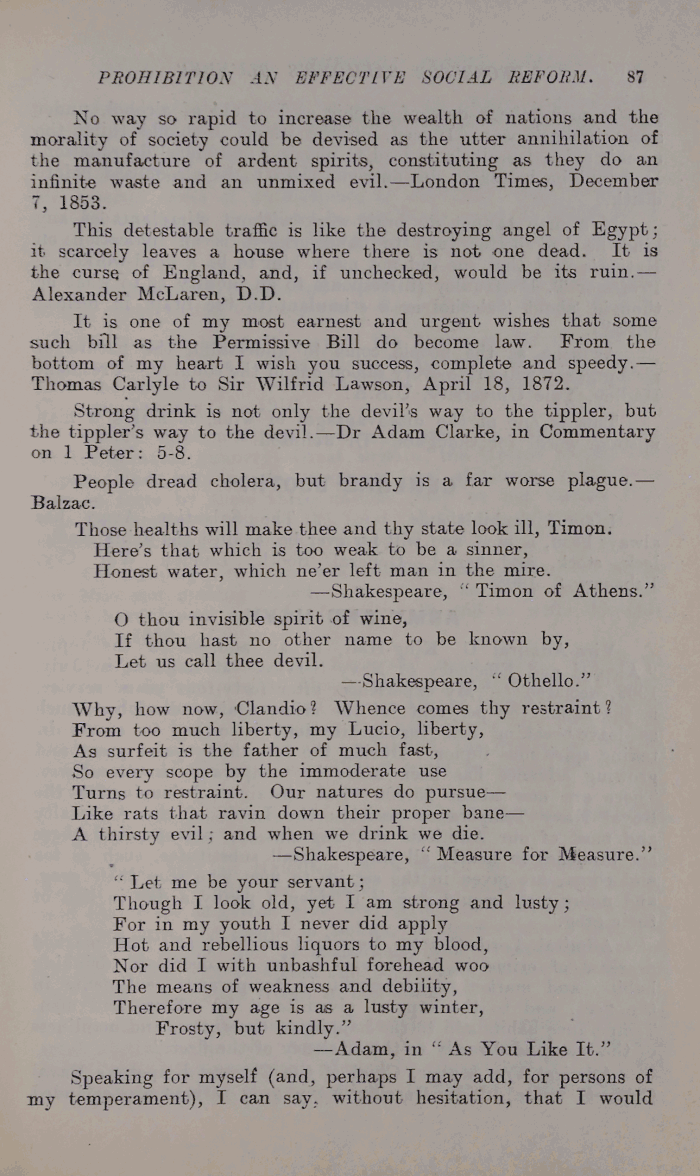 PROHIBITION AN EFFECTIVE SOCIAL REFORM. 87
No way so rapid to increase the wealth of nations and the
morality of society could be devised as the utter annihilation of
the manufacture of ardent spirits, constituting as they do an
infinite waste and an unmixed evil.—London Times, December
7, 1853.
This detestable traffic is like the destroying angel of Egypt;
it scarcely leaves a house where there is not one dead. It is
the curse of England, and, if unchecked, would be its ruin.—
Alexander McLaren, D.D.
It is one of my most earnest and urgent wishes that some
such bill as the Permissive Bill do become law. From the
bottom of my heart I wish you success, complete and speedy.—
Thomas Carlyle to Sir Wilfrid Lawson, April 18, 1872.
Strong drink is not only the devil's way to the tippler, but
the tippler's way to the devil.—Dr Adam Clarke, in Commentary
on 1 Peter: 5-8.
People dread cholera, but brandy is a far worse plague.—
Balzac.
Those healths will make thee and thy state look ill, Timon.
Here's that which is too weak to be a sinner,
Honest water, which ne'er left man in the mire.
—Shakespeare, "Timon of Athens."
O thou invisible spirit of wine,
If thou hast no other name to be known by,
Let us call thee devil.
—Shakespeare, "Othello."
Why, how now, Clandio? Whence comes thy restraint?
From too much liberty, my Lucio, liberty,
As surfeit is the father of much fast,
So every scope by the immoderate use
Turns to restraint. Our natures do pursue—
Like rats that ravin down their proper bane—
A thirsty evil; and when we drink we die.
—Shakespeare, "Measure for Measure."
"Let me be your servant;
Though I look old, yet I am strong and lusty;
For in my youth I never did apply
Hot and rebellious liquors to my blood,
Nor did I with unbashful forehead woo
The means of weakness and debility,
Therefore my age is as a lusty winter,
Frosty, but kindly."
—Adam, in "As You Like It."
Speaking for myself (and, perhaps I may add, for persons of
my temperament), I can say, without hesitation, that I would